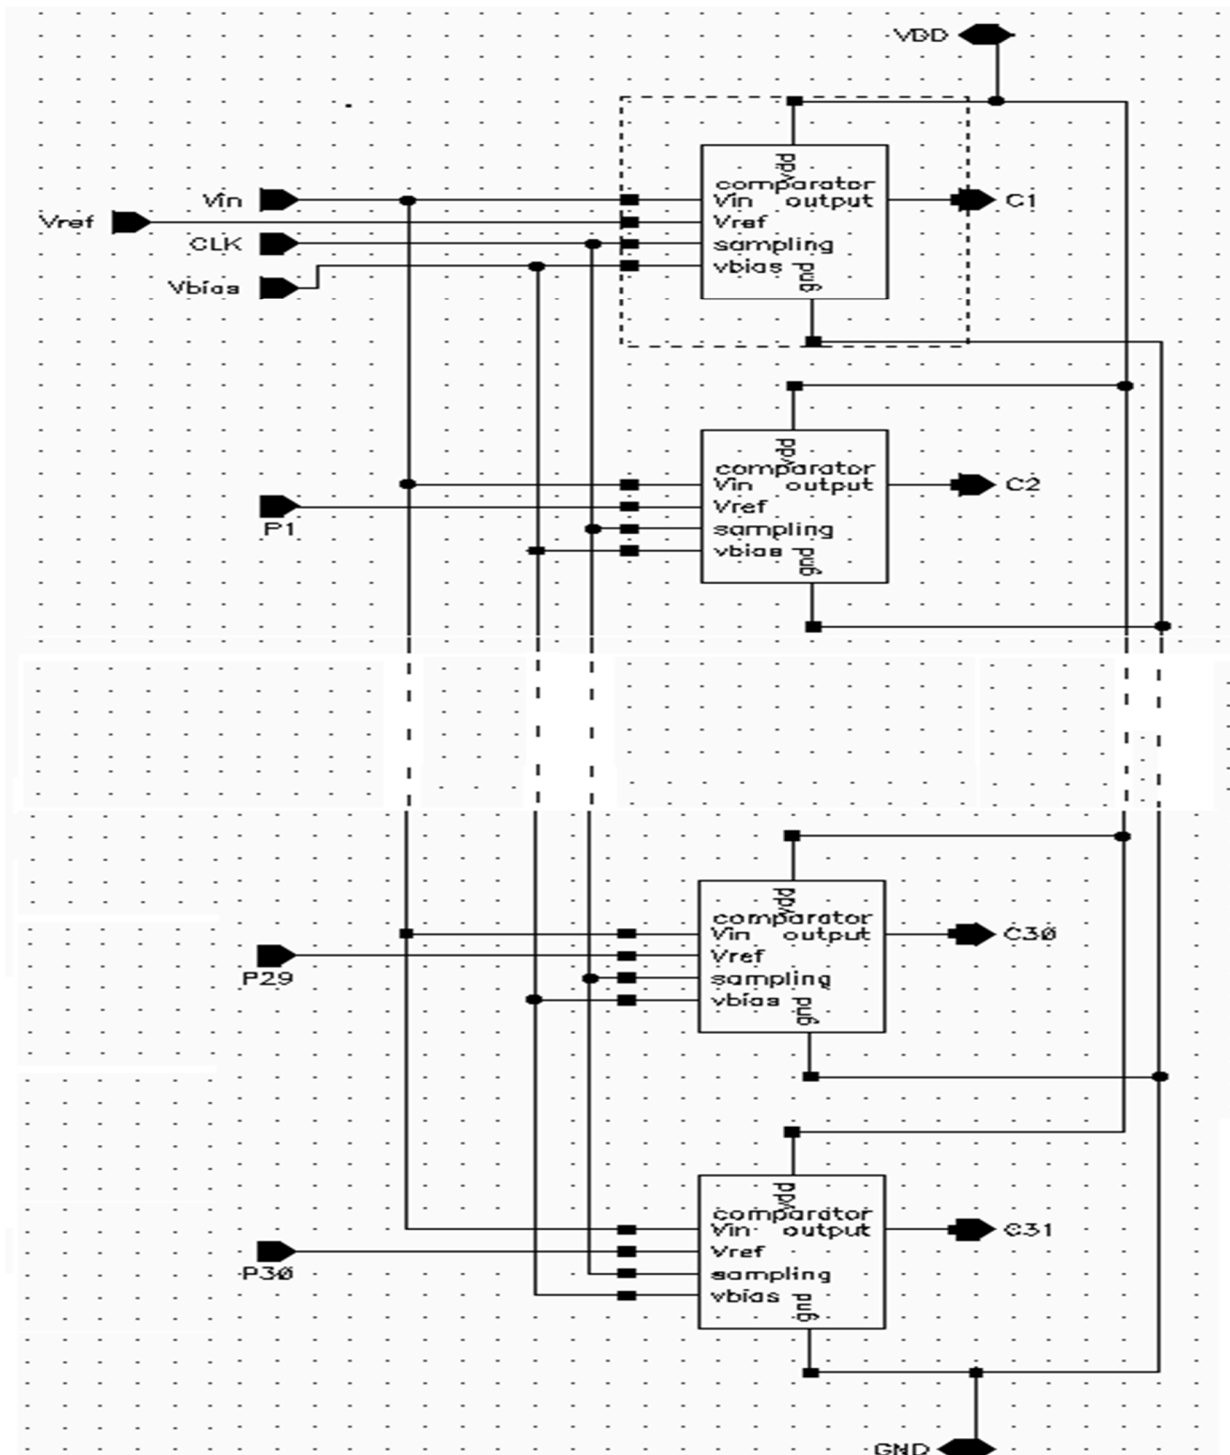 VDD
vdd
comparator
Vin output C1
Vin
Vref
Vref
CLK
sampling
vbias
Vbias
gnd
vdd
comparator
Vin output C2
Vref
P1
sampling
vbias
gnd
vdd
comparator
Vin output C30
Vref
P29
sampling
vbias
gnd
vdd
comparator
Vin output C31
Vref
P30
sampling
vbias
gnd
GND